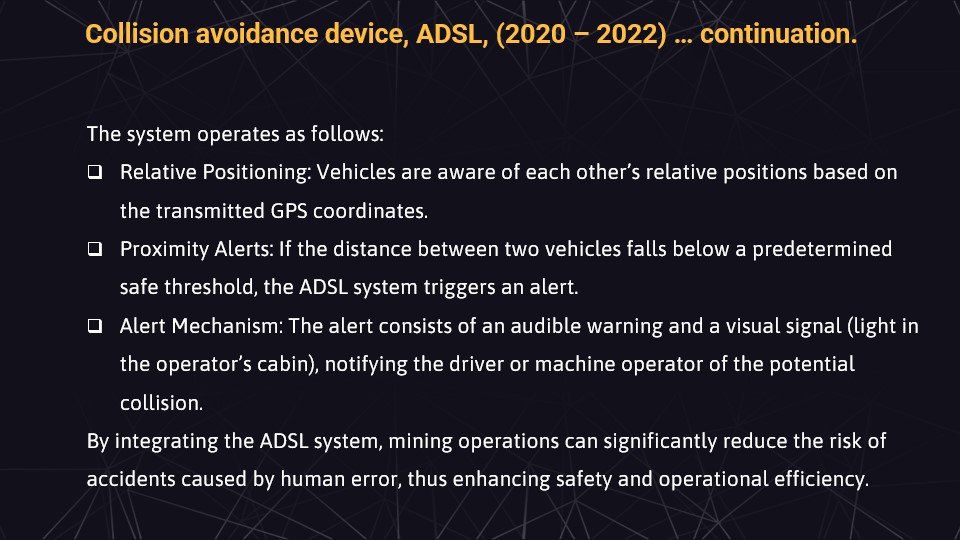 Collision avoidance device, ADSL, (2020 – 2022) … continuation.
The system operates as follows:
❑ Relative Positioning: Vehicles are aware of each other’s relative positions based on
the transmitted GPS coordinates.
❑ Proximity Alerts: If the distance between two vehicles falls below a predetermined
safe threshold, the ADSL system triggers an alert.
❑ Alert Mechanism: The alert consists of an audible warning and a visual signal (light in
the operator’s cabin), notifying the driver or machine operator of the potential
collision.
By integrating the ADSL system, mining operations can significantly reduce the risk of
accidents caused by human error, thus enhancing safety and operational efficiency.